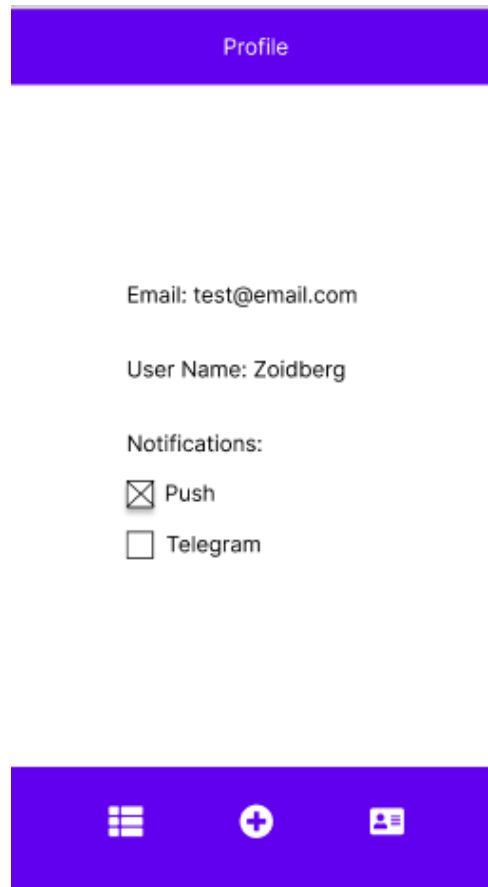 Profile
Email: test@email.com
User Name: Zoidberg
Notifications:
Push
Telegram